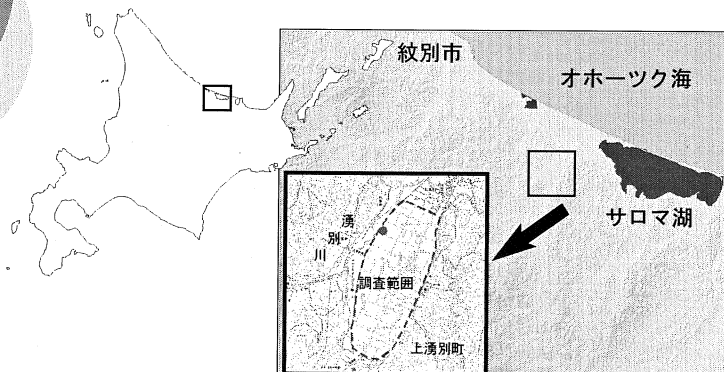 紋別市
オホーツク海
サロマ湖
湧別川
調査範囲
上湧別町